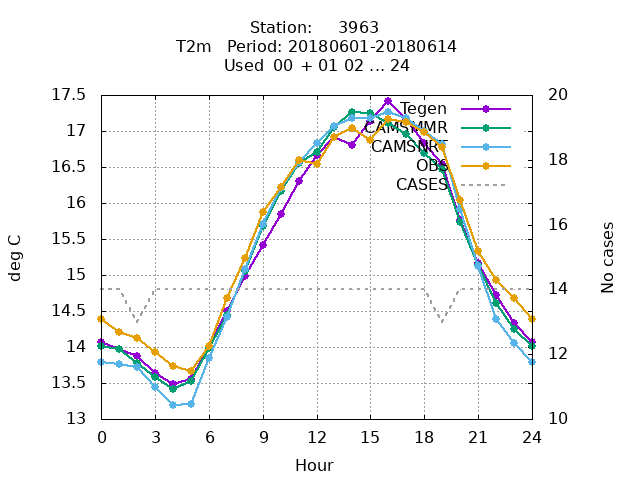 Station: 3963
T2m Period: 20180601-20180614
Used 00 + 01 02 ... 24
17.5
17
16.5
16
15.5
15
14.5
14
13.5
13
deg C
20
18
16
14
12
10
No cases
Tegen
CAMSMMR
CAMSNRT
OBS
CASES
0 3 6 9 12 15 18 21 24
Hour